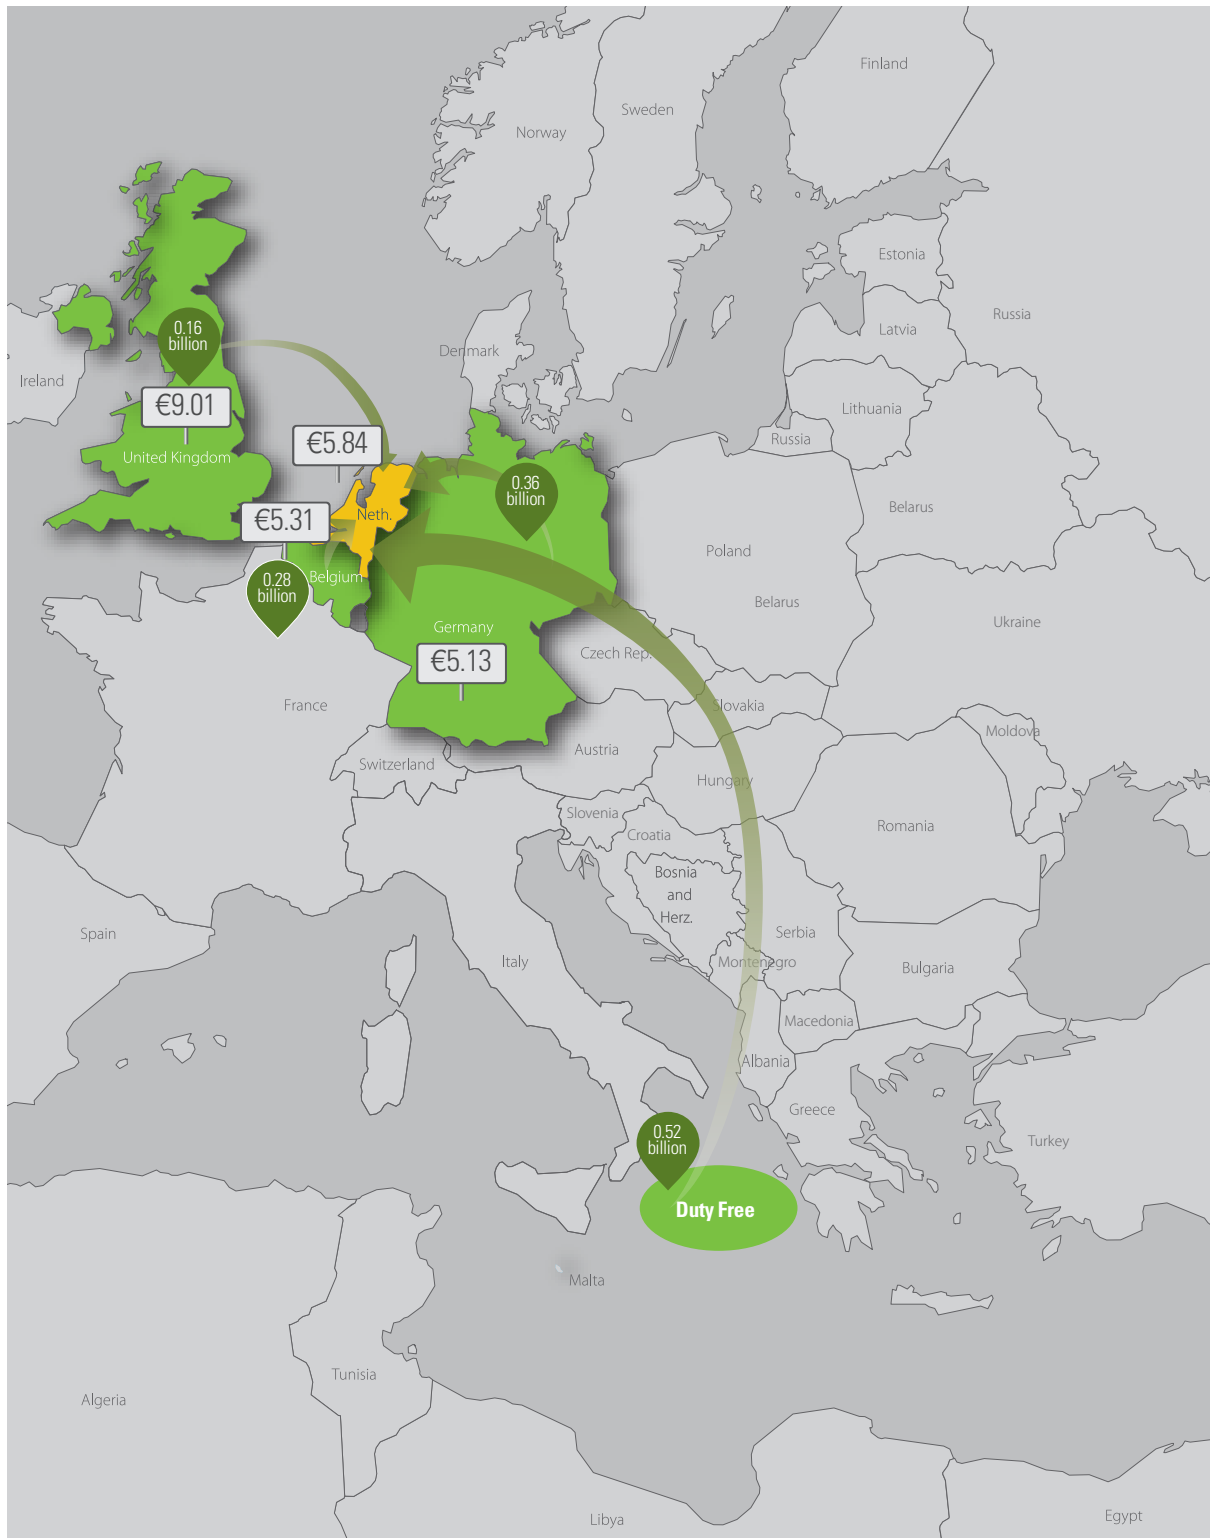 Finland
Sweden
Norway
Estonia
Russia
Latvia
0.16
billion
Denmark
Ireland
€9.01
Lithuania
Russia
€5.84
United Kingdom
0.36
billion
Belarus
Neth.
€5.31
Poland
0.28
billion
Belgium
Belarus
Ukraine
Germany
Czech Rep.
€5.13
France
Slovakia
Moldova
Austria
Switzerland
Hungary
Slovenia
Croatia
Romania
Bosnia
and
Herz.
Spain
Serbia
Italy
Montenegro
Bulgaria
Macedonia
Albania
Greece
0.52
billion
Turkey
Duty Free
Malta
Tunisia
Algeria
Libya
Egypt